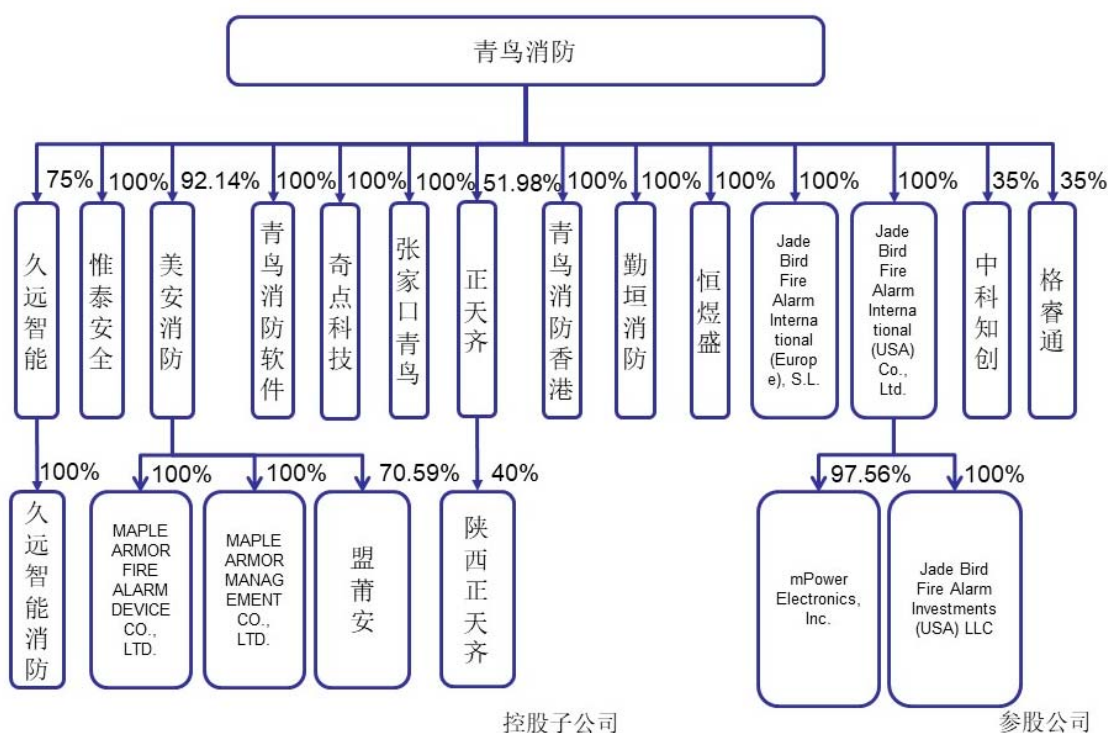 青鸟消防
75%
100%
92.14%
100%
100%
100%
51.98%
100%
100%
100%
100%
100%
35%
35%
久远智能
惟泰安全
美安消防
青鸟消防软件
奇点科技
张家口青鸟
正天齐
青鸟消防香港
勤垣消防
恒煜盛
Jade
Bird
Fire
Alarm
Interna
tional
(Europ
e), S.L.
Jade
Bird
Fire
Alarm
Interna
tional
(USA)
Co.,
Ltd.
中科知创
格睿通
100%
100%
100%
70.59%
40%
97.56%
100%
久远智能消防
MAPLE
ARMOR
FIRE
ALARM
DEVICE
CO.,
LTD.
MAPLE
ARMOR
MANAG
EMENT
CO.,
LTD.
盟莆安
陕西正天齐
mPower
Electronics,
Inc.
Jade Bird
Fire Alarm
Investments
(USA) LLC
控股子公司
参股公司